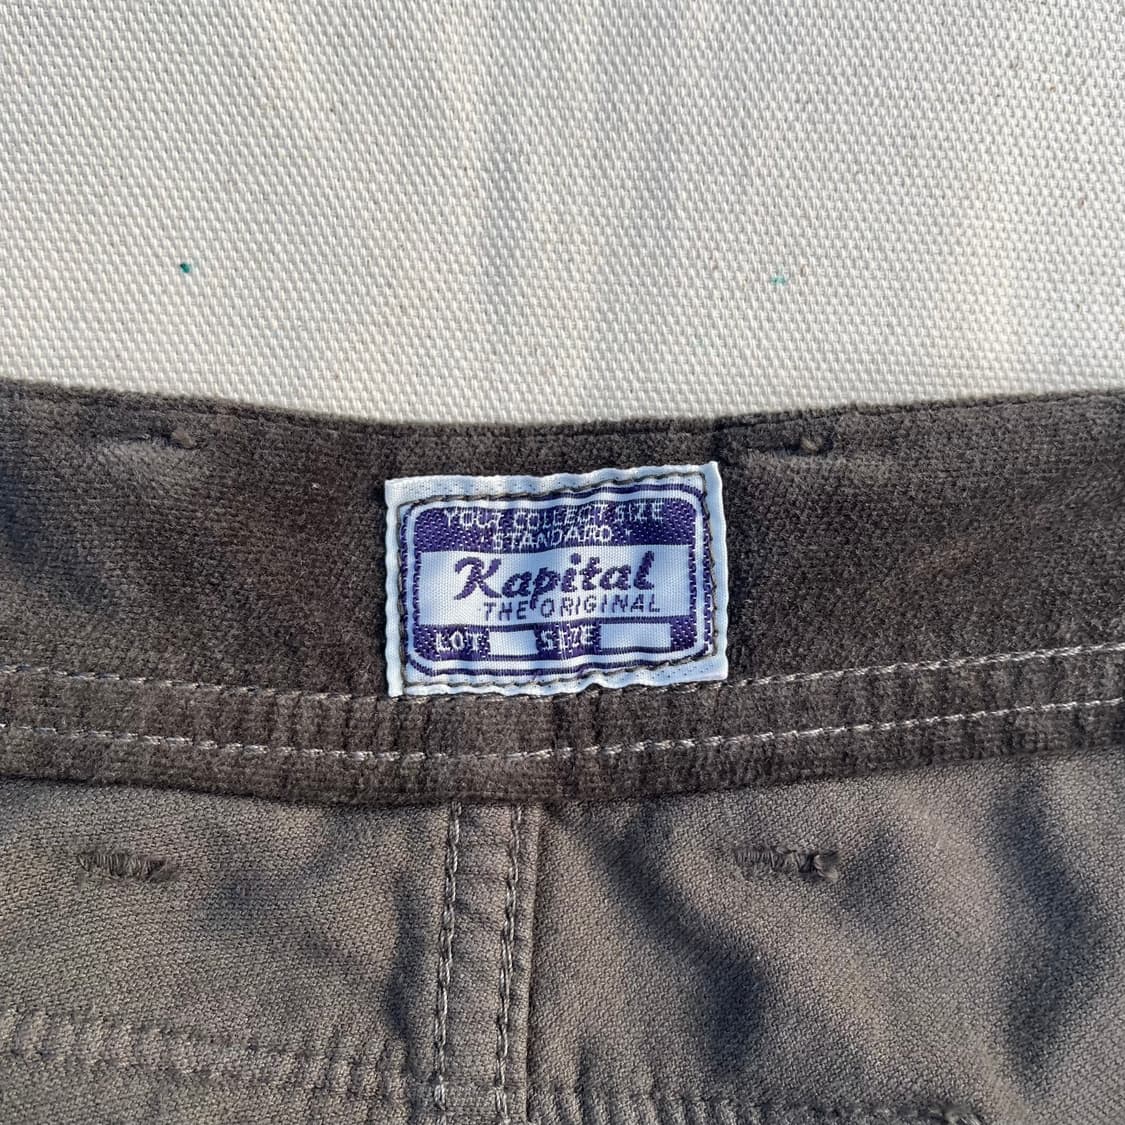 YOUR COLLECT SIZE
STANDARD
Kapital
THE ORIGINAL
LOT SIZE